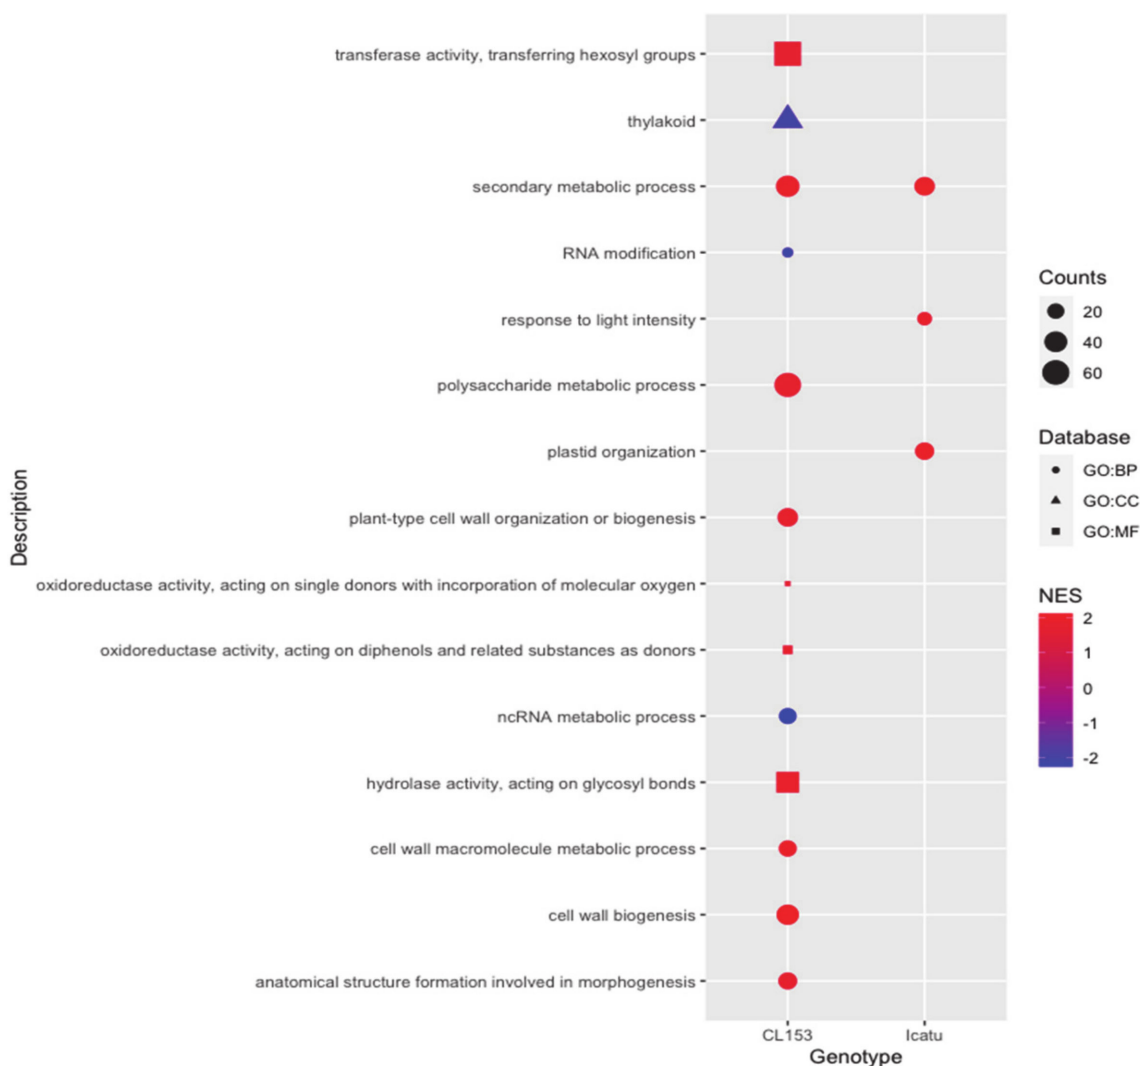 transferase activity, transferring hexosyl groups
thylakoid
secondary metabolic process
RNA modification
response to light intensity
polysaccharide metabolic process
plastid organization
plant-type cell wall organization or biogenesis
oxidoreductase activity, acting on single donors with incorporation of molecular oxygen
oxidoreductase activity, acting on diphenols and related substances as donors
ncRNA metabolic process
hydrolase activity, acting on glycosyl bonds
cell wall macromolecule metabolic process
cell wall biogenesis
anatomical structure formation involved in morphogenesis
Description
CL153 Icatu
Genotype
Counts
20
40
60
Database
GO:BP
GO:CC
GO:MF
NES
2
1
0
-1
-2